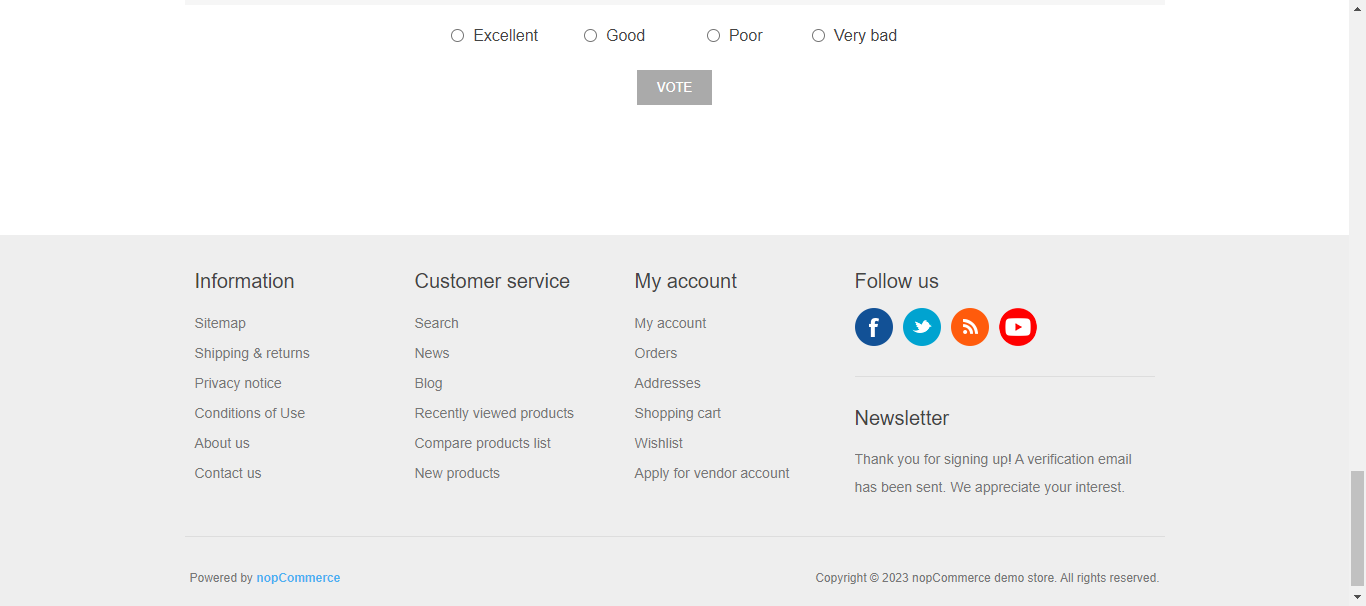 Excellent
Good
Poor
Very bad
VOTE
Information
Sitemap
Shipping & returns
Privacy notice
Conditions of Use
About us
Contact us
Customer service
Search
News
Blog
Recently viewed products
Compare products list
New products
My account
My account
Orders
Addresses
Shopping cart
Wishlist
Apply for vendor account
Follow us
Newsletter
Thank you for signing up! A verification email
has been sent. We appreciate your interest.
Powered by nopCommerce
Copyright © 2023 nopCommerce demo store. All rights reserved.